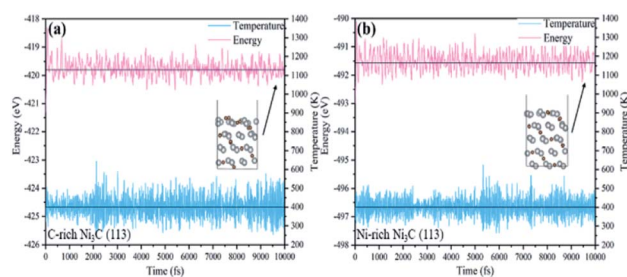 (a)
Temperature
Energy
-418
-419
-420
-421
-422
-423
-424
-425
-426
Energy (eV)
1400
1300
1200
1100
1000
900
800
700
600
500
400
300
200
Temperature (K)
C-rich Ni3C (113)
0 1000 2000 3000 4000 5000 6000 7000 8000 9000 10000
Time (fs)
(b)
Temperature
Energy
-490
-491
-492
-493
-494
-495
-496
-497
-498
Energy (eV)
1400
1300
1200
1100
1000
900
800
700
600
500
400
300
200
Temperature (K)
Ni-rich Ni3C (113)
0 1000 2000 3000 4000 5000 6000 7000 8000 9000 10000
Time (fs)